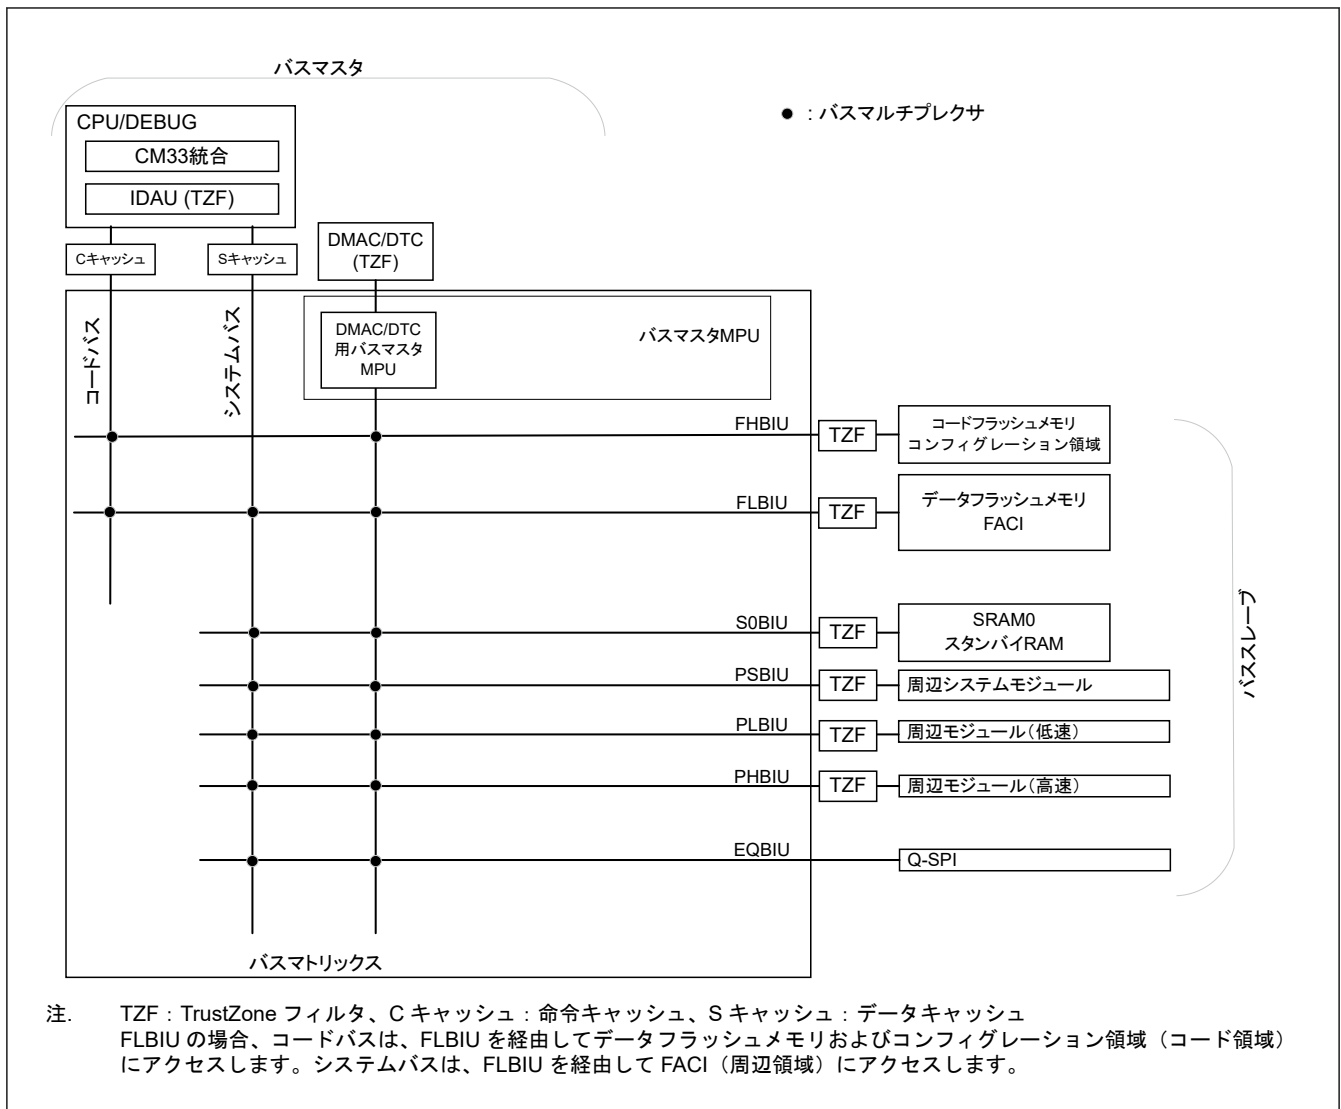 バスマスタ
● : バスマルチプレクサ
CPU/DEBUG
CM33統合
IDAU (TZF)
Cキャッシュ
Sキャッシュ
DMAC/DTC
(TZF)
コードバス
システムバス
DMAC/DTC
用バスマスタ
MPU
バスマスタMPU
FHBIU
TZF
コードフラッシュメモリ
コンフィグレーション領域
FLBIU
TZF
データフラッシュメモリ
FACI
S0BIU
TZF
SRAM0
スタンバイRAM
PSBIU
TZF
周辺システムモジュール
PLBIU
TZF
周辺モジュール(低速)
PHBIU
TZF
周辺モジュール(高速)
EQBIU
Q-SPI
バススレーブ
バスマトリックス
注. TZF:TrustZone フィルタ、C キャッシュ:命令キャッシュ、S キャッシュ:データキャッシュ
FLBIU の場合、コードバスは、FLBIU を経由してデータフラッシュメモリおよびコンフィグレーション領域(コード領域)
にアクセスします。システムバスは、FLBIU を経由して FACI(周辺領域)にアクセスします。